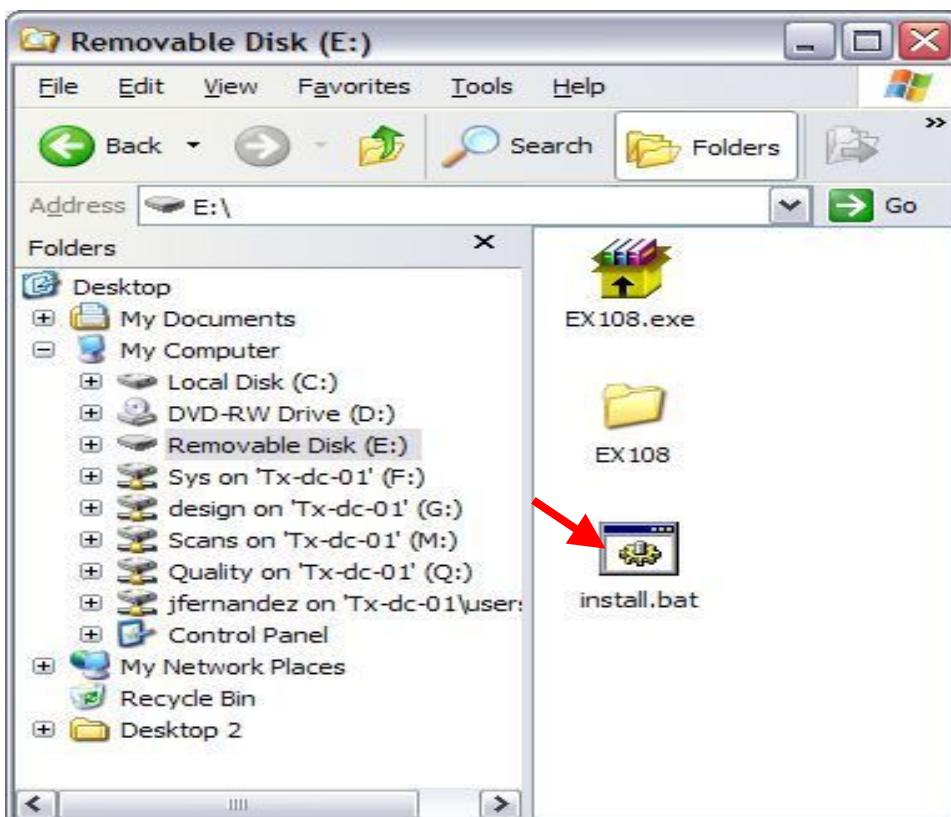 Removable Disk (E:)
File Edit View Favorites Tools Help
Back Search Folders »
Address E:\ Go
Folders
Desktop
My Documents
My Computer
Local Disk (C:)
DVD-RW Drive (D:)
Removable Disk (E:)
Sys on 'Tx-dc-01' (F:)
design on 'Tx-dc-01' (G:)
Scans on 'Tx-dc-01' (M:)
Quality on 'Tx-dc-01' (Q:)
jfernandez on 'Tx-dc-01\users
Control Panel
My Network Places
Recycle Bin
Desktop 2
EX108.exe
EX108
install.bat